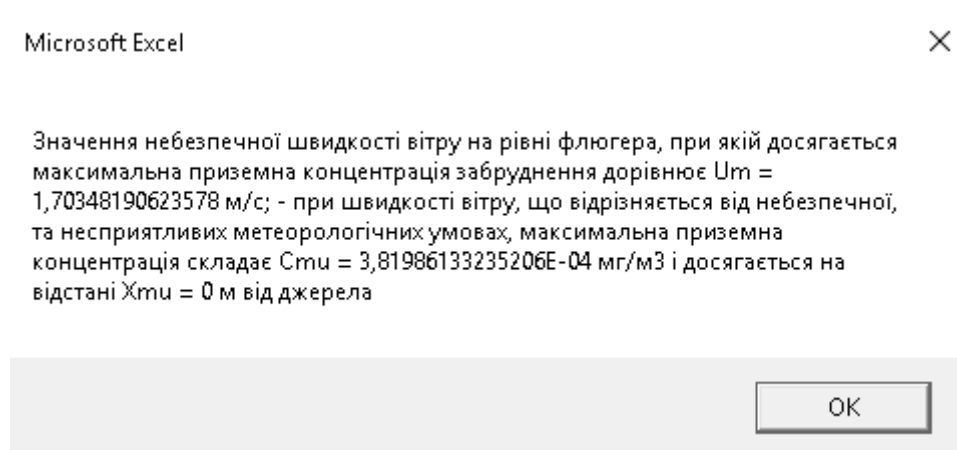 Microsoft Excel
Значення небезпечної швидкості вітру на рівні флюгера, при якій досягається
максимальна приземна концентрація забруднення дорівнює Um =
1,70348190623578 м/с; - при швидкості вітру, що відрізняється від небезпечної,
та несприятливих метеорологічних умовах, максимальна приземна
концентрація складає Cmu = 3,81986133235206E-04 мг/м3 і досягається на
відстані Xmu = 0 м від джерела
OK